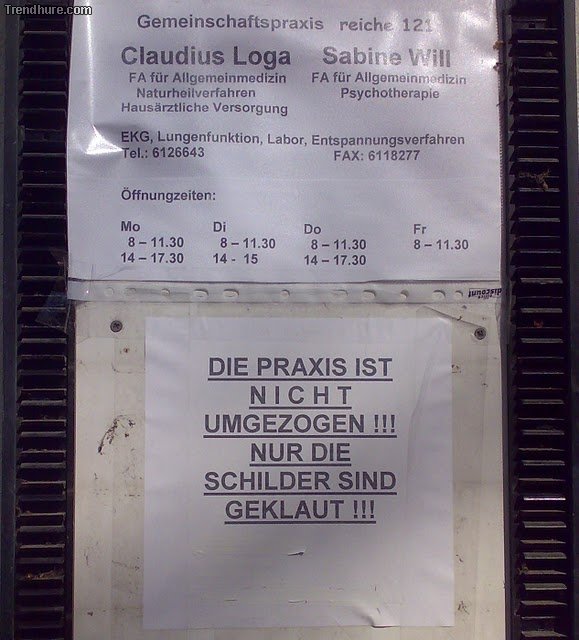 Trendhure.com
Gemeinschaftspraxis reiche 121
Claudius Loga Sabine Will
FA für Allgemeinmedizin FA für Allgemeinmedizin
Naturheilverfahren Psychotherapie
Hausärztliche Versorgung
EKG, Lungenfunktion, Labor, Entspannungsverfahren
Tel.: 6126643 FAX: 6118277
Öffnungszeiten:
Mo Di Do Fr
8 – 11.30 8 – 11.30 8 – 11.30 8 – 11.30
14 – 17.30 14 - 15 14 – 17.30
discount
DIE PRAXIS IST
N I C H T
UMGEZOGEN !!!
NUR DIE
SCHILDER SIND
GEKLAUT !!!